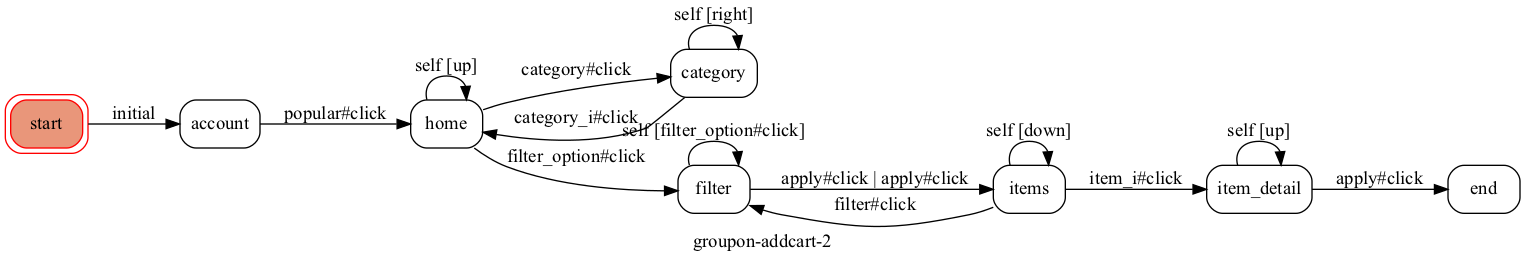 self [right]
category
category#click
self [up]
start
initial
account
popular#click
home
category_i#click
self [filter_option#click]
filter_option#click
filter
apply#click | apply#click
filter#click
self [down]
items
item_i#click
self [up]
item_detail
apply#click
end
groupon-addcart-2